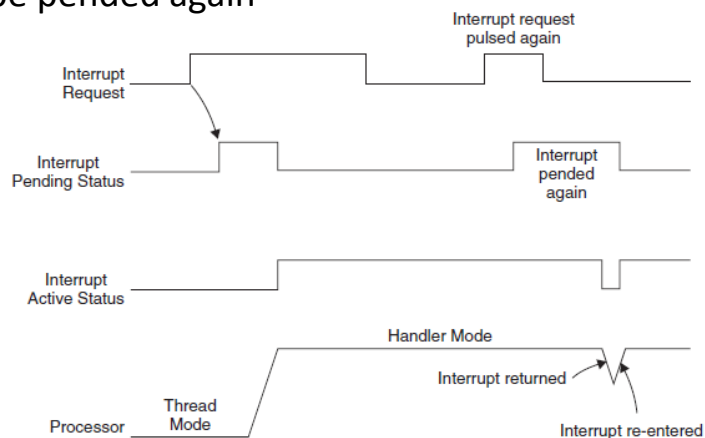 be pended again
Interrupt request
pulsed again
Interrupt
Request
Interrupt
Pending Status
Interrupt
pended
again
Interrupt
Active Status
Handler Mode
Interrupt returned
Thread
Mode
Processor
Interrupt re-entered